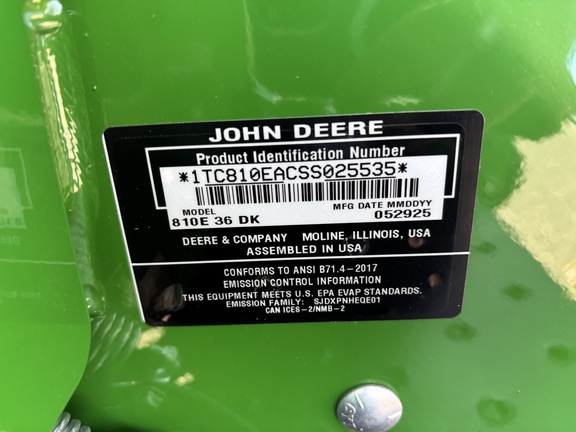 JOHN DEERE
Product Identification Number
*1TC810EACSS025535*
MODEL MFG DATE MMDDYY
810E 36 DK 052925
DEERE & COMPANY MOLINE, ILLINOIS, USA
ASSEMBLED IN USA
CONFORMS TO ANSI B71.4-2017
EMISSION CONTROL INFORMATION
THIS EQUIPMENT MEETS U.S. EPA EVAP STANDARDS.
EMISSION FAMILY: SJDXPNHEQE01
CAN ICES-2/NMB-2